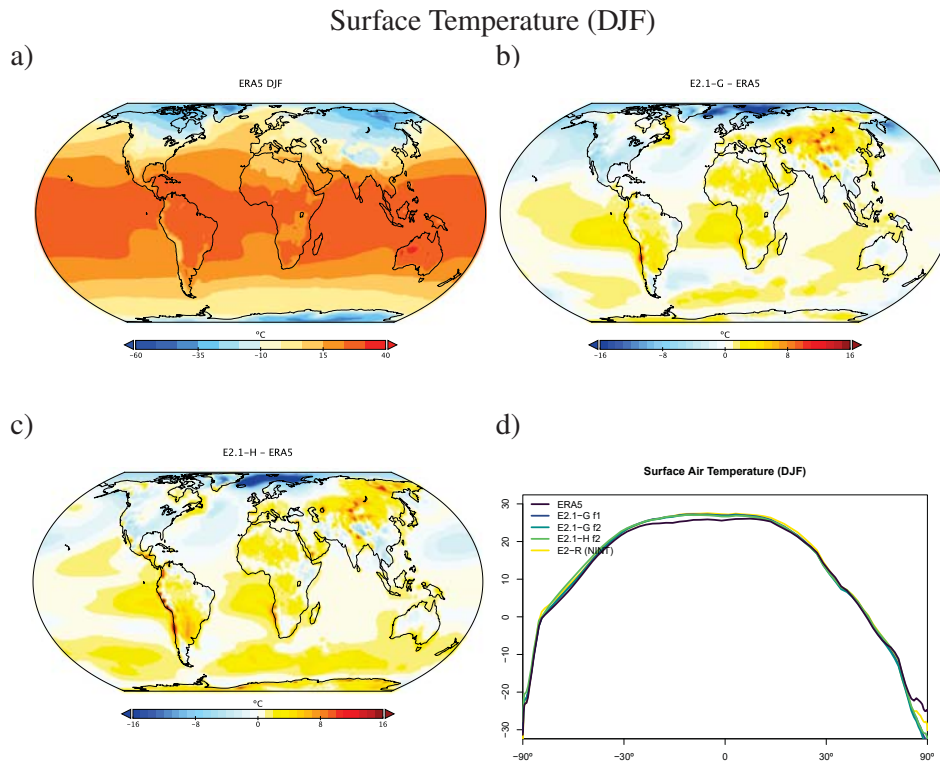 Surface Temperature (DJF)
a)
b)
ERA5 DJF
E2.1-G - ERA5
°C
−60 −35 −10 15 40
°C
−16 −8 0 8 16
c)
d)
E2.1-H - ERA5
Surface Air Temperature (DJF)
30
20
10
0
−10
−20
−30
ERA5
E2.1-G f1
E2.1-G f2
E2.1-H f2
E2-R (NINT)
°C
−16 −8 0 8 16
−90° −30° 0 30° 90°